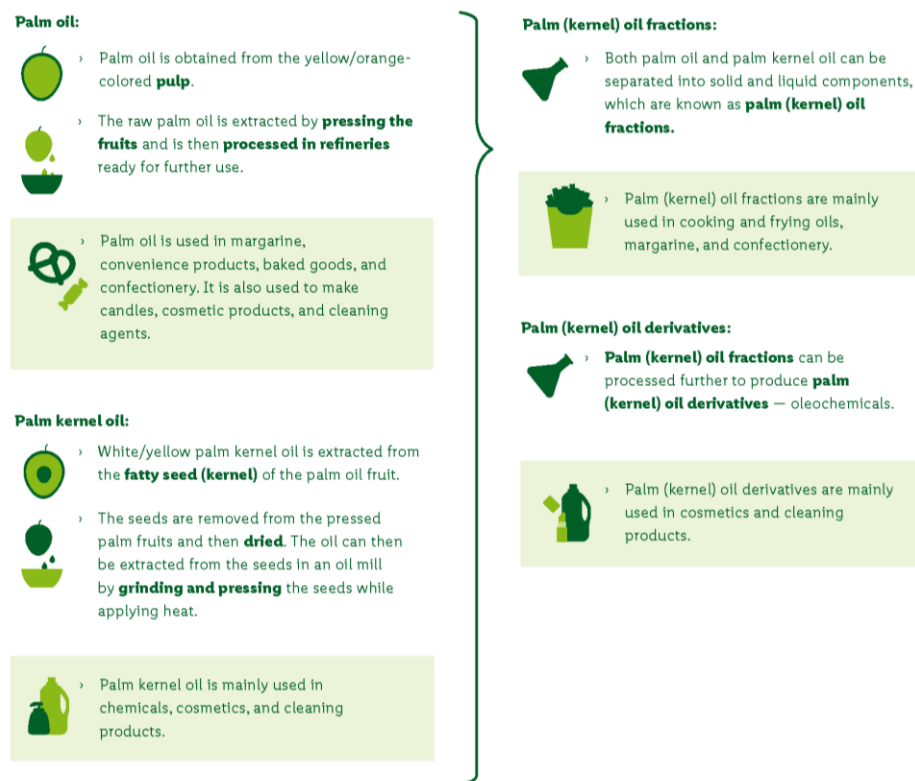 Palm oil:
› Palm oil is obtained from the yellow/orange-
colored pulp.
› The raw palm oil is extracted by pressing the
fruits and is then processed in refineries
ready for further use.
› Palm oil is used in margarine,
convenience products, baked goods, and
confectionery. It is also used to make
candles, cosmetic products, and cleaning
agents.
Palm kernel oil:
› White/yellow palm kernel oil is extracted from
the fatty seed (kernel) of the palm oil fruit.
› The seeds are removed from the pressed
palm fruits and then dried. The oil can then
be extracted from the seeds in an oil mill
by grinding and pressing the seeds while
applying heat.
› Palm kernel oil is mainly used in
chemicals, cosmetics, and cleaning
products.
Palm (kernel) oil fractions:
› Both palm oil and palm kernel oil can be
separated into solid and liquid components,
which are known as palm (kernel) oil
fractions.
› Palm (kernel) oil fractions are mainly
used in cooking and frying oils,
margarine, and confectionery.
Palm (kernel) oil derivatives:
› Palm (kernel) oil fractions can be
processed further to produce palm
(kernel) oil derivatives — oleochemicals.
› Palm (kernel) oil derivatives are mainly
used in cosmetics and cleaning
products.